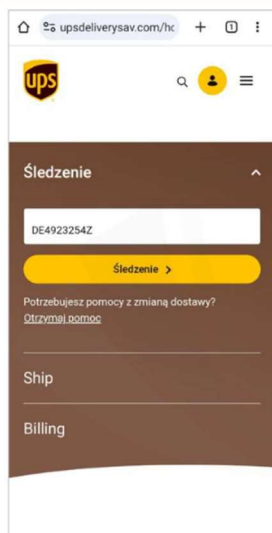 upsdeliverysav.com/hc
1
ups
Śledzenie
DE4923254Z
Śledzenie
Potrzebujesz pomocy z zmianą dostawy?
Otrzymaj pomoc
Ship
Billing